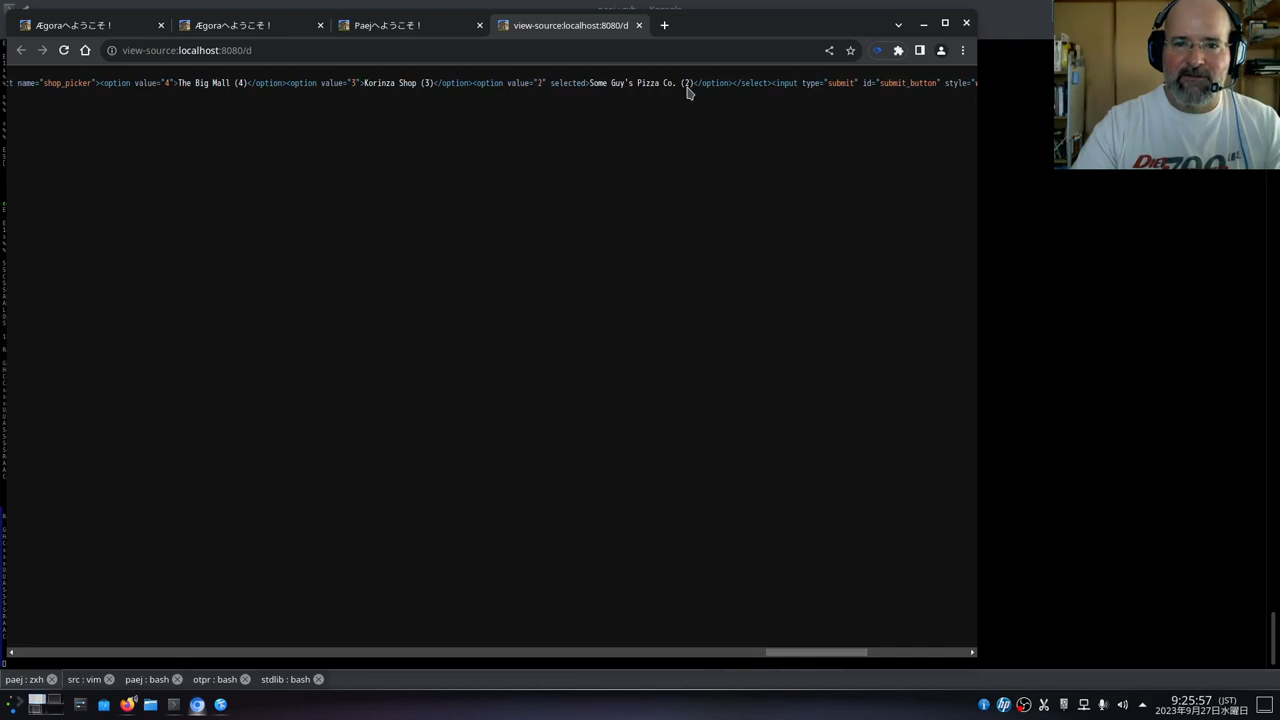 Ægoraへようこそ！
Ægoraへようこそ！
Paejへようこそ！
view-source:localhost:8080/d
view-source:localhost:8080/d
:t name="shop_picker"><option value="4">The Big Mall (4)</option><option value="3">Korinza Shop (3)</option><option value="2" selected>Some Guy's Pizza Co. (2)</option></select><input type="submit" id="submit_button" style="
DIET
ZOO
paej : zxh
src : vim
paej : bash
otpr : bash
stdlib : bash
9:25:57 (JST)
2023年9月27日水曜日